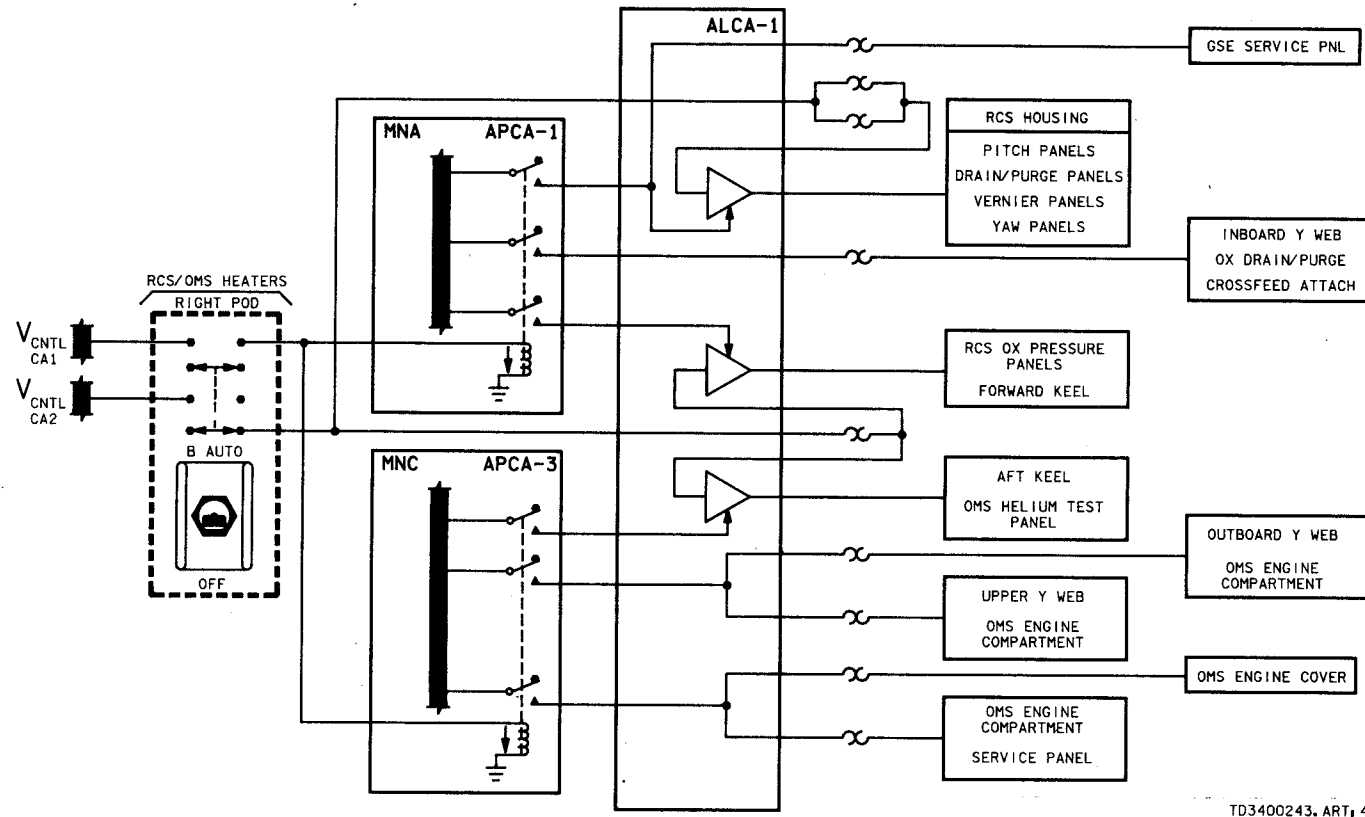 ALCA-1
GSE SERVICE PNL
MNA APCA-1
RCS HOUSING
PITCH PANELS
DRAIN/PURGE PANELS
VERNIER PANELS
YAW PANELS
INBOARD Y WEB
OX DRAIN/PURGE
CROSSFEED ATTACH
RCS/OMS HEATERS
RIGHT POD
V CNTL
CA1
V CNTL
CA2
B AUTO
OFF
RCS OX PRESSURE
PANELS
FORWARD KEEL
MNC APCA-3
AFT KEEL
OMS HELIUM TEST
PANEL
OUTBOARD Y WEB
OMS ENGINE
COMPARTMENT
UPPER Y WEB
OMS ENGINE
COMPARTMENT
OMS ENGINE COVER
OMS ENGINE
COMPARTMENT
SERVICE PANEL
TD3400243.ART; 4